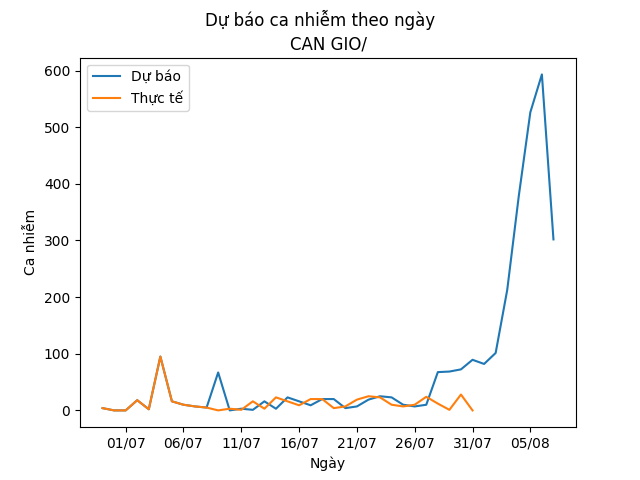 Dự báo ca nhiễm theo ngày
CAN GIO/
Dự báo
Thực tế
Ca nhiễm
600
500
400
300
200
100
0
01/07 06/07 11/07 16/07 21/07 26/07 31/07 05/08
Ngày